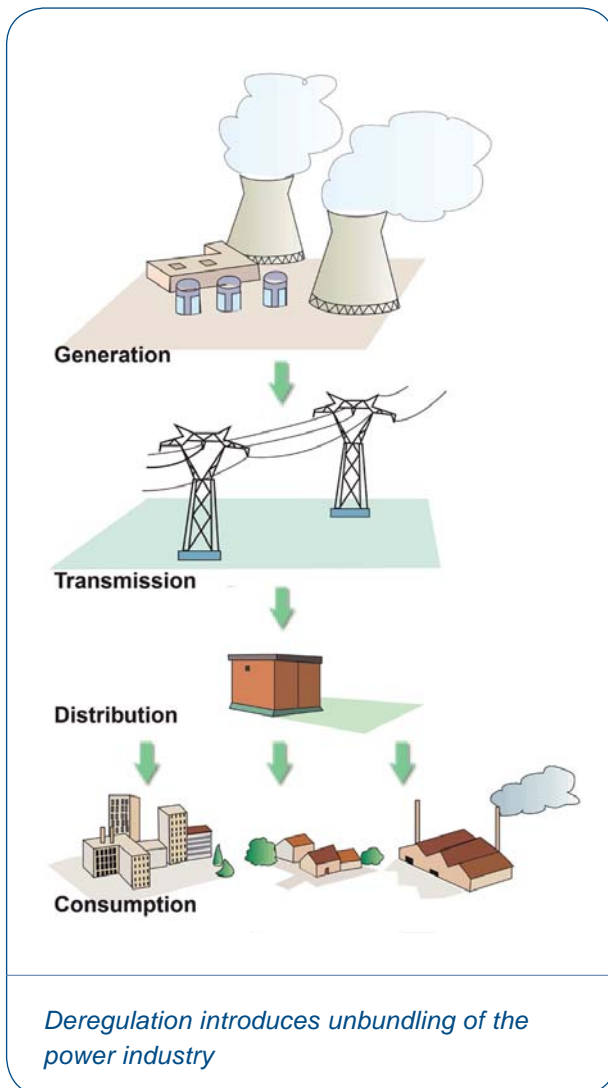 Generation
Transmission
Distribution
Consumption
Deregulation introduces unbundling of the
power industry